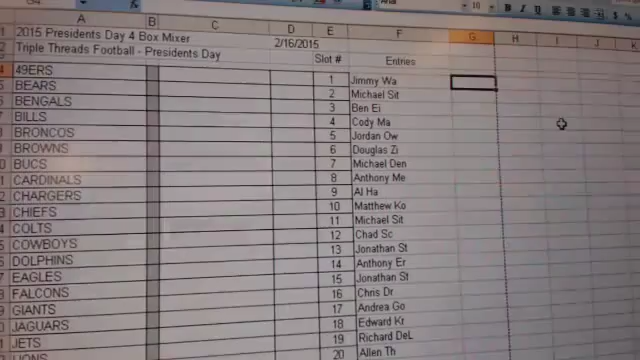 A B C D E F G H I J K
2015 Presidents Day 4 Box Mixer
Triple Threads Football - Presidents Day 2/16/2015
Slot # Entries
49ERS 1 Jimmy Wa
BEARS 2 Michael Sit
BENGALS 3 Ben Ei
BILLS 4 Cody Ma
BRONCOS 5 Jordan Ow
BROWNS 6 Douglas Zi
BUCS 7 Michael Den
CARDINALS 8 Anthony Me
CHARGERS 9 Al Ha
CHIEFS 10 Matthew Ko
COLTS 11 Michael Sit
COWBOYS 12 Chad Sc
DOLPHINS 13 Jonathan St
EAGLES 14 Anthony Er
FALCONS 15 Jonathan St
GIANTS 16 Chris Dr
JAGUARS 17 Andrea Go
JETS 18 Edward Kr
LIONS 19 Richard DeL
20 Allen Th